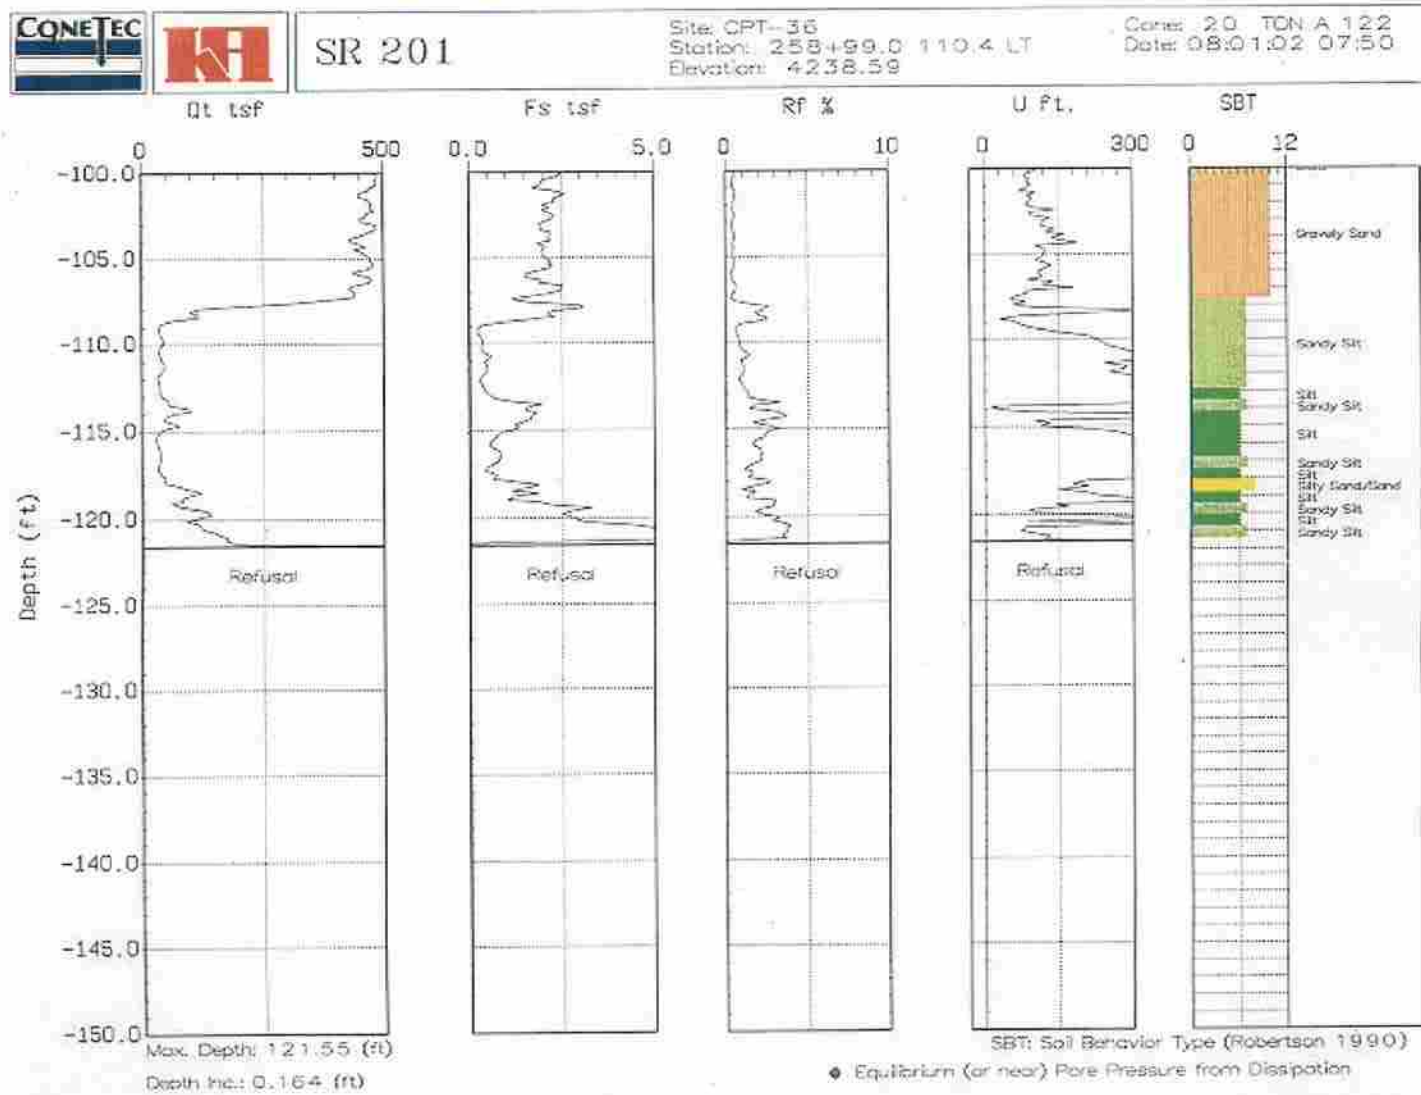 CONETEC
KA
SR 201
Site: CPT-36
Station: 258+99.0 110.4 LT
Elevation: 4238.59
Cone: 20 TON A 122
Date: 08:01:02 07:50
Qt tsf
Fs tsf
Rf %
U ft.
SBT
0 500
0.0 5.0
0 10
0 300
0 12
Depth (ft)
-100.0
-105.0
-110.0
-115.0
-120.0
-125.0
-130.0
-135.0
-140.0
-145.0
-150.0
Gravely Sand
Sandy Silt
Silt
Sandy Silt
Silt
Sandy Silt
Silt
Silty Sand/Sand
Silt
Sandy Silt
Silt
Sandy Silt
Refusal
Refusal
Refusal
Refusal
Max. Depth: 121.55 (ft)
Depth Inc.: 0.164 (ft)
SBT: Soil Behavior Type (Robertson 1990)
Equilibrium (or near) Pore Pressure from Dissipation